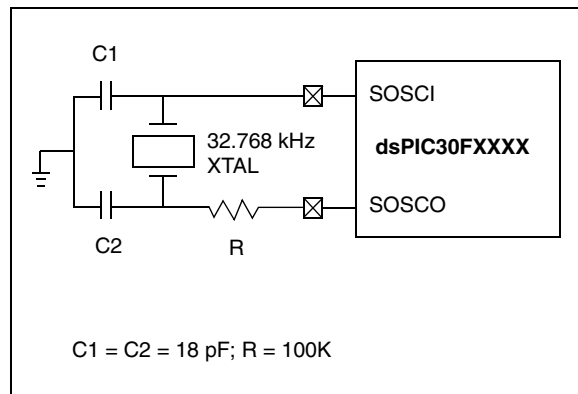 C1
SOSCI
32.768 kHz
XTAL
dsPIC30FXXXX
SOSCO
C2
R
C1 = C2 = 18 pF; R = 100K